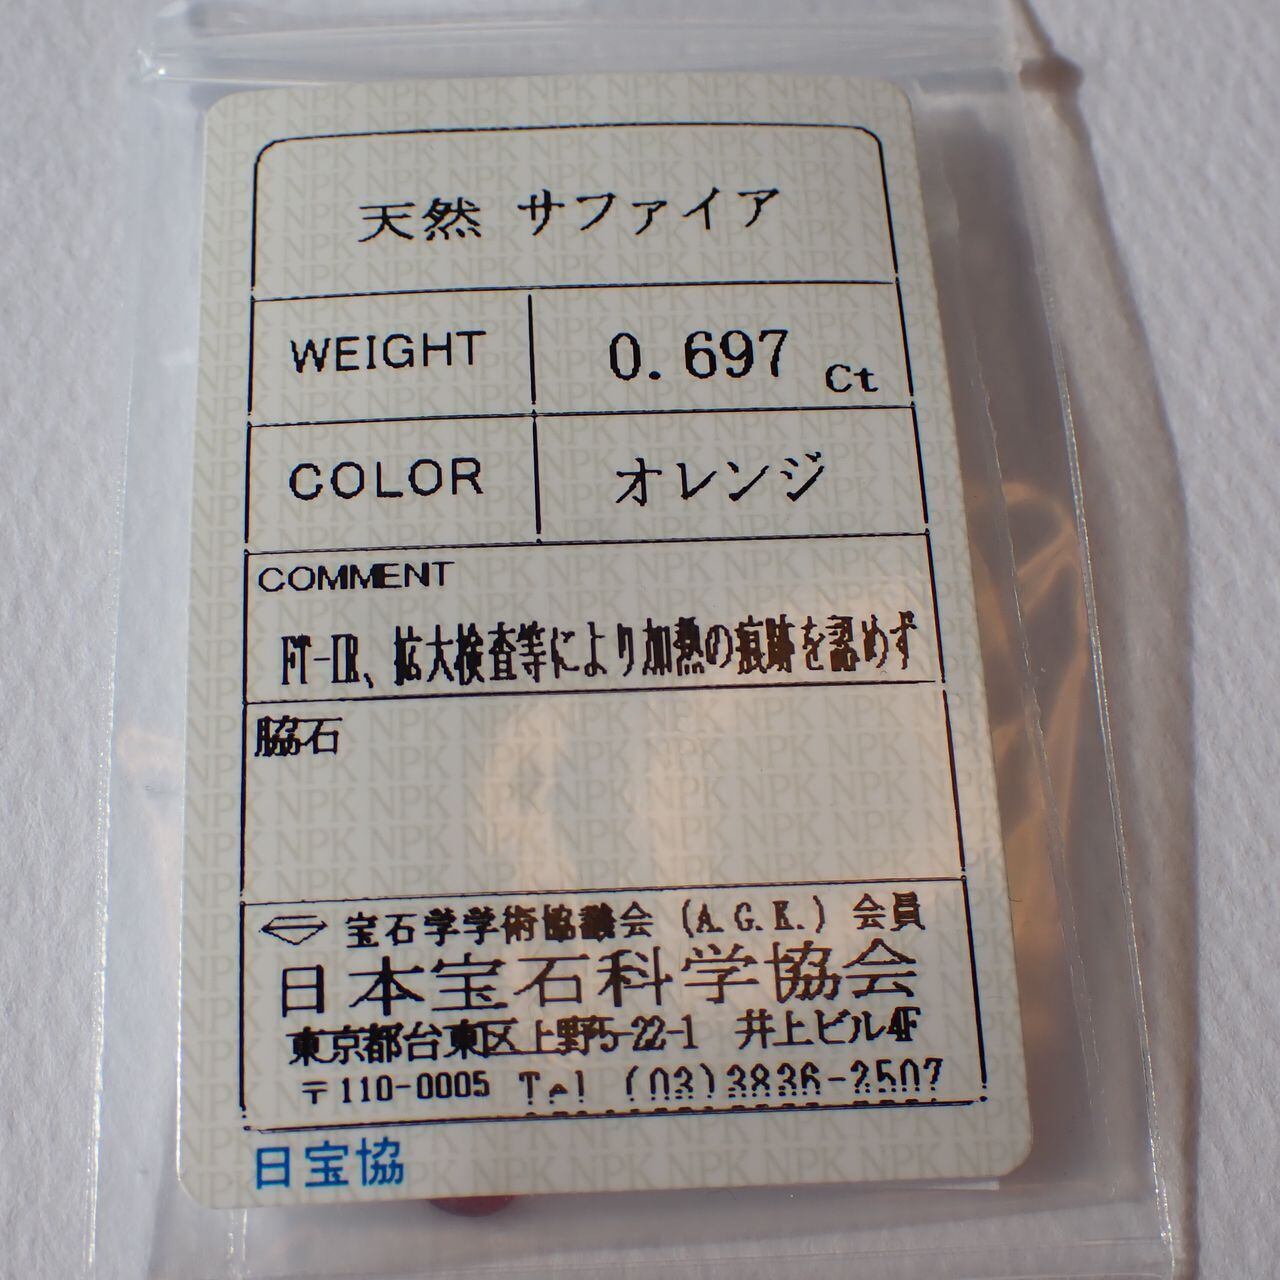 天然 サファイア
WEIGHT 0.697 Ct
COLOR オレンジ
COMMENT
FT-IR、拡大検査等により加熱の痕跡を認めず
脇石
宝石学学術協議会 (A.G.K.) 会員
日本宝石科学協会
東京都台東区上野5-22-1 井上ビル4F
〒110-0005 Tel (03)3836-2507
日宝協